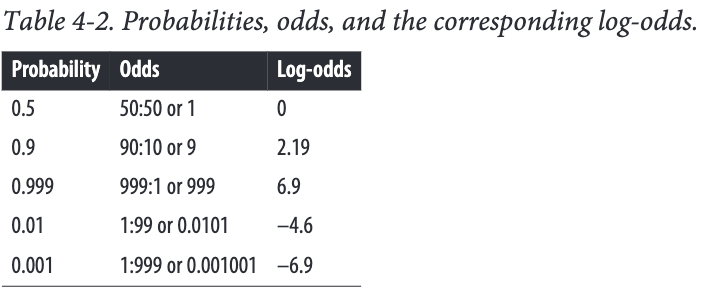 Table 4-2. Probabilities, odds, and the corresponding log-odds.
Probability Odds Log-odds
0.5 50:50 or 1 0
0.9 90:10 or 9 2.19
0.999 999:1 or 999 6.9
0.01 1:99 or 0.0101 –4.6
0.001 1:999 or 0.001001 –6.9